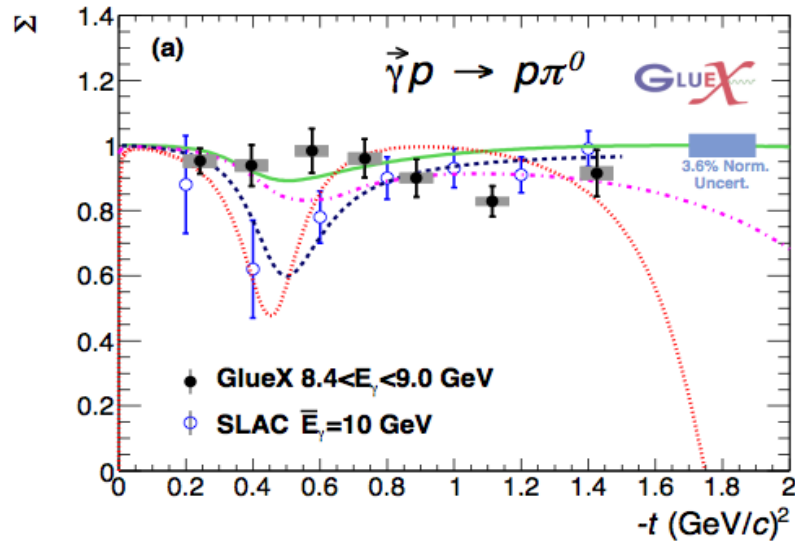 Σ
(a)
γ⃗p → pπ⁰
GLUEX
3.6% Norm.
Uncert.
GlueX 8.4<Eγ<9.0 GeV
SLAC E̅γ=10 GeV
1.4
1.2
1
0.8
0.6
0.4
0.2
0
0 0.2 0.4 0.6 0.8 1 1.2 1.4 1.6 1.8 2
-t (GeV/c)²